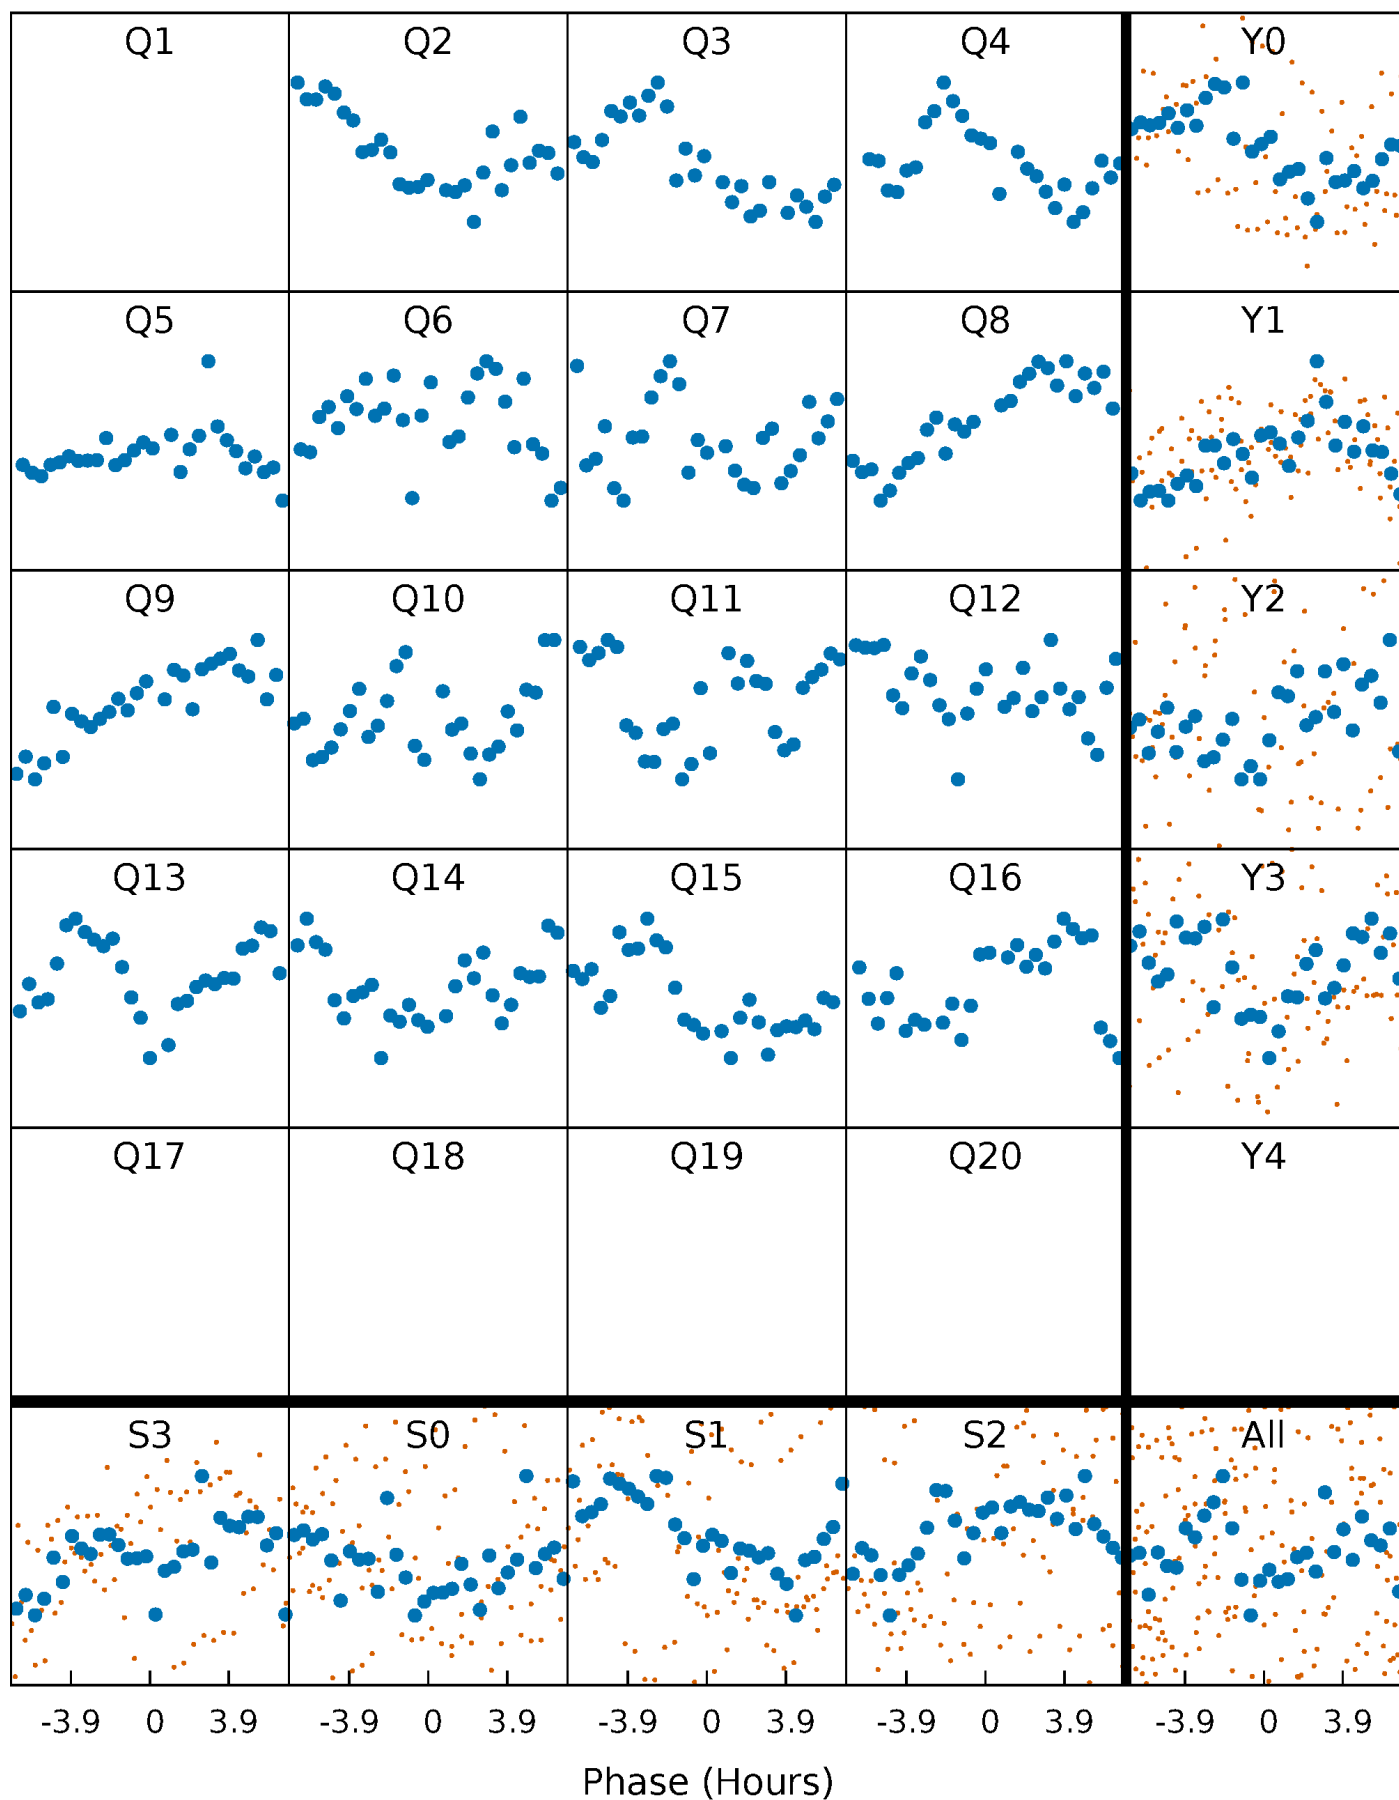 Q1 Q2 Q3 Q4 Y0
Q5 Q6 Q7 Q8 Y1
Q9 Q10 Q11 Q12 Y2
Q13 Q14 Q15 Q16 Y3
Q17 Q18 Q19 Q20 Y4
S3 S0 S1 S2 All
-3.9 0 3.9 -3.9 0 3.9 -3.9 0 3.9 -3.9 0 3.9 -3.9 0 3.9
Phase (Hours)